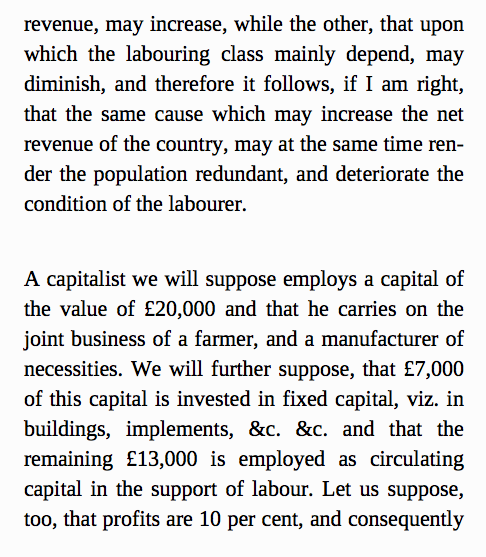 revenue, may increase, while the other, that upon
which the labouring class mainly depend, may
diminish, and therefore it follows, if I am right,
that the same cause which may increase the net
revenue of the country, may at the same time ren-
der the population redundant, and deteriorate the
condition of the labourer.
A capitalist we will suppose employs a capital of
the value of £20,000 and that he carries on the
joint business of a farmer, and a manufacturer of
necessities. We will further suppose, that £7,000
of this capital is invested in fixed capital, viz. in
buildings, implements, &c. &c. and that the
remaining £13,000 is employed as circulating
capital in the support of labour. Let us suppose,
too, that profits are 10 per cent, and consequently